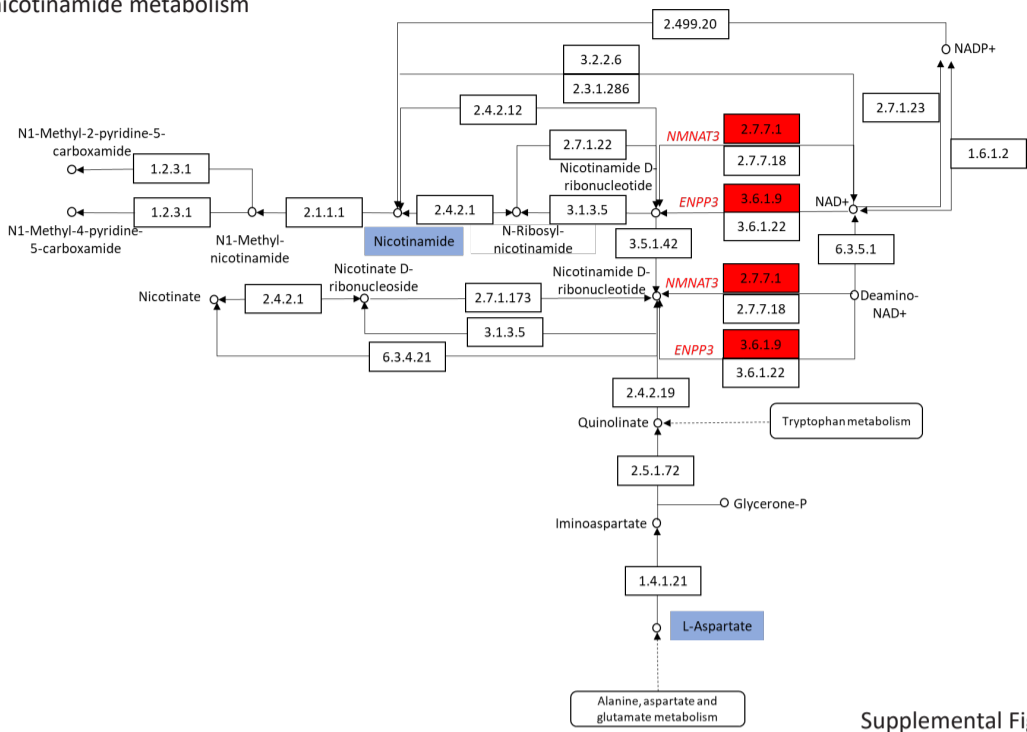 nicotinamide metabolism
2.499.20
NADP+
3.2.2.6
2.3.1.286
2.4.2.12
2.7.1.23
N1-Methyl-2-pyridine-5-
carboxamide
2.7.1.22
NMNAT3
2.7.7.1
2.7.7.18
1.6.1.2
1.2.3.1
Nicotinamide D-
ribonucleotide
1.2.3.1
2.1.1.1
2.4.2.1
3.1.3.5
ENPP3
3.6.1.9
3.6.1.22
NAD+
N1-Methyl-4-pyridine-
5-carboxamide
N1-Methyl-
nicotinamide
Nicotinamide
N-Ribosyl-
nicotinamide
3.5.1.42
6.3.5.1
Nicotinate
2.4.2.1
Nicotinate D-
ribonucleoside
2.7.1.173
Nicotinamide D-
ribonucleotide
NMNAT3
2.7.7.1
2.7.7.18
Deamino-
NAD+
3.1.3.5
6.3.4.21
ENPP3
3.6.1.9
3.6.1.22
2.4.2.19
Quinolinate
Tryptophan metabolism
2.5.1.72
Glycerone-P
Iminoaspartate
1.4.1.21
L-Aspartate
Alanine, aspartate and
glutamate metabolism